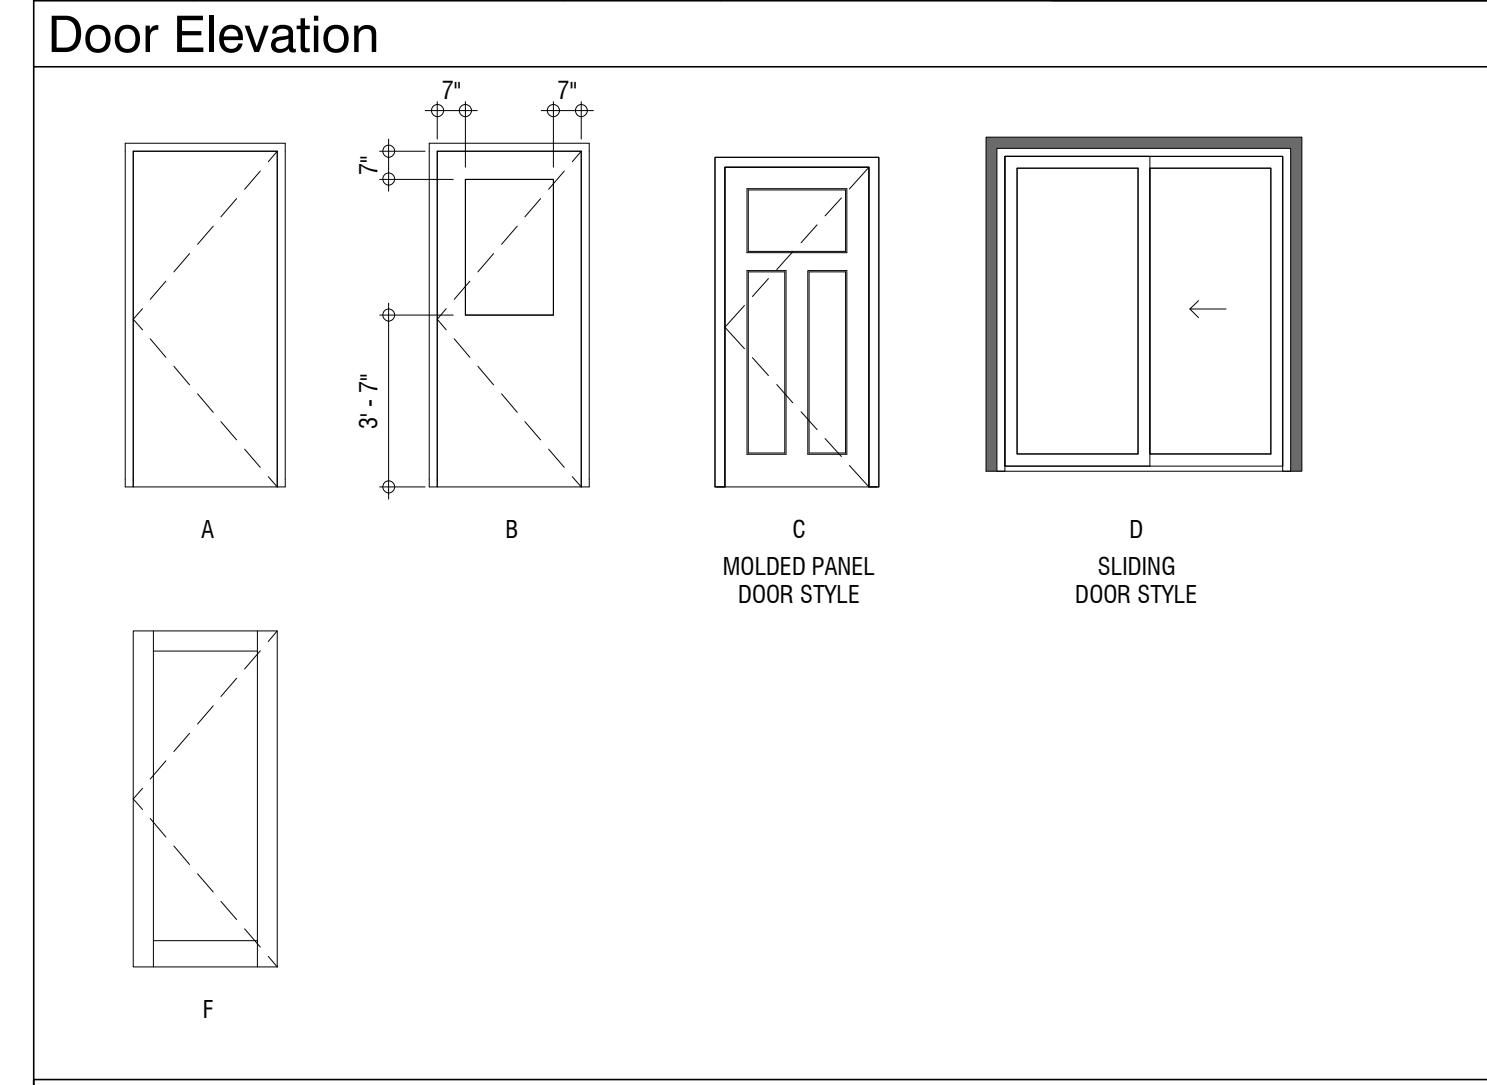 Door Elevation
7" 7"
7"
3' - 7"
A B C D
MOLDED PANEL
DOOR STYLE
SLIDING
DOOR STYLE
F